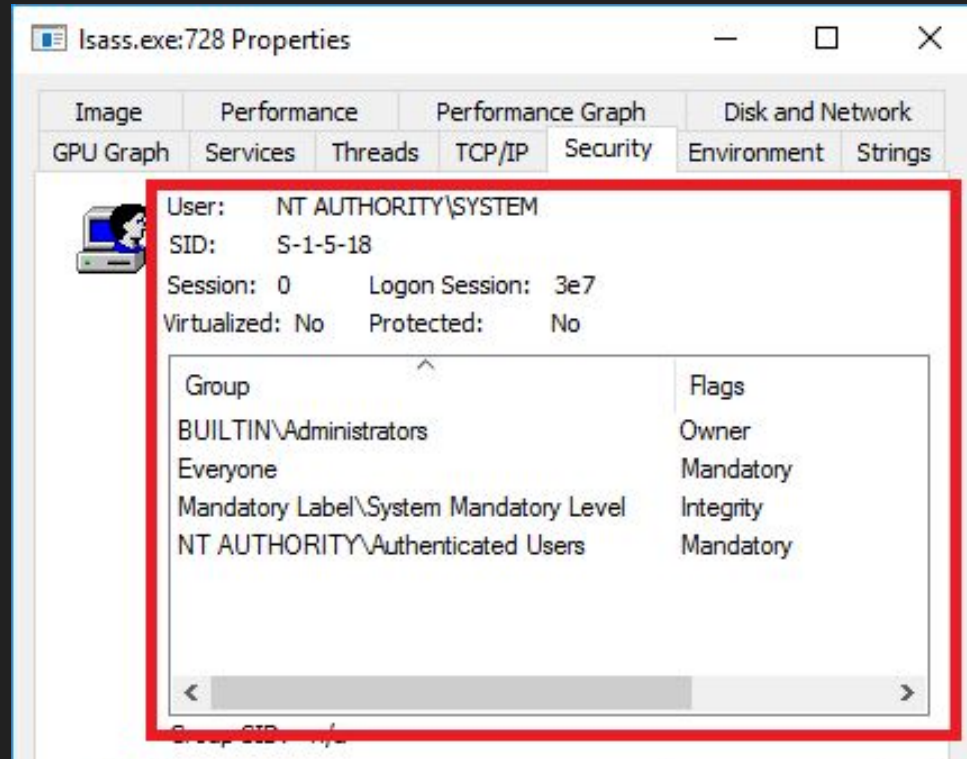 lsass.exe:728 Properties
Image Performance Performance Graph Disk and Network
GPU Graph Services Threads TCP/IP Security Environment Strings
User: NT AUTHORITY\SYSTEM
SID: S-1-5-18
Session: 0 Logon Session: 3e7
Virtualized: No Protected: No
Group Flags
BUILTIN\Administrators Owner
Everyone Mandatory
Mandatory Label\System Mandatory Level Integrity
NT AUTHORITY\Authenticated Users Mandatory